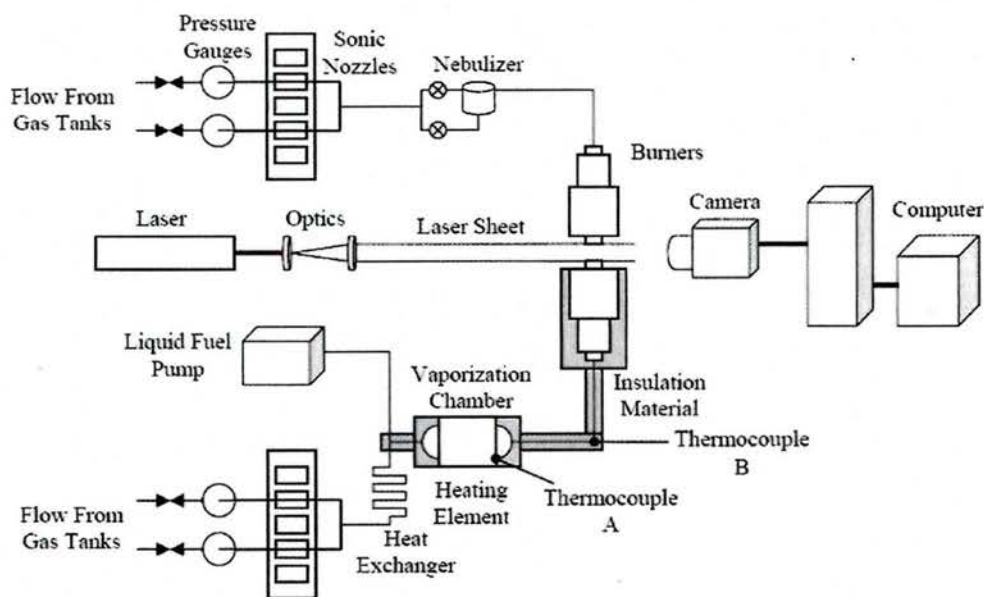 Pressure
Gauges
Sonic
Nozzles
Nebulizer
Flow From
Gas Tanks
Burners
Camera
Computer
Laser
Optics
Laser Sheet
Liquid Fuel
Pump
Vaporization
Chamber
Insulation
Material
Thermocouple
B
Heating
Element
Thermocouple
A
Flow From
Gas Tanks
Heat
Exchanger